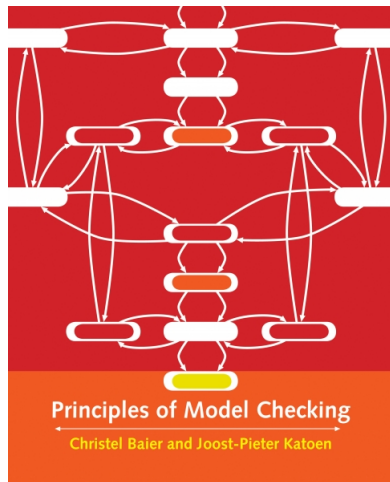 Principles of Model Checking
Christel Baier and Joost-Pieter Katoen